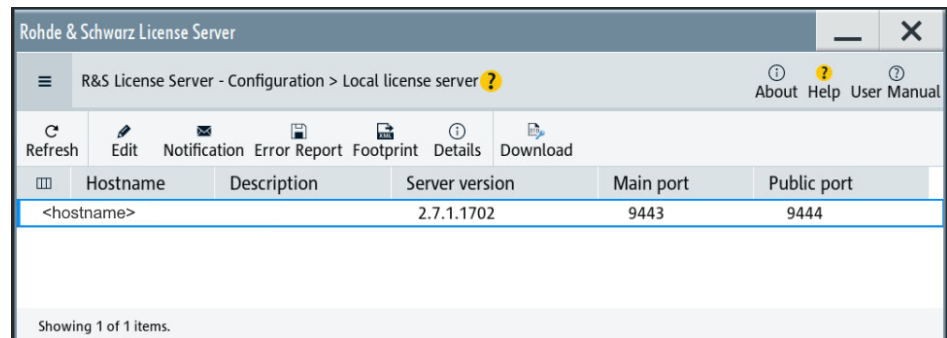 Rohde & Schwarz License Server
R&S License Server - Configuration > Local license server ?
About Help User Manual
Refresh Edit Notification Error Report Footprint Details Download
Hostname Description Server version Main port Public port
<hostname> 2.7.1.1702 9443 9444
Showing 1 of 1 items.